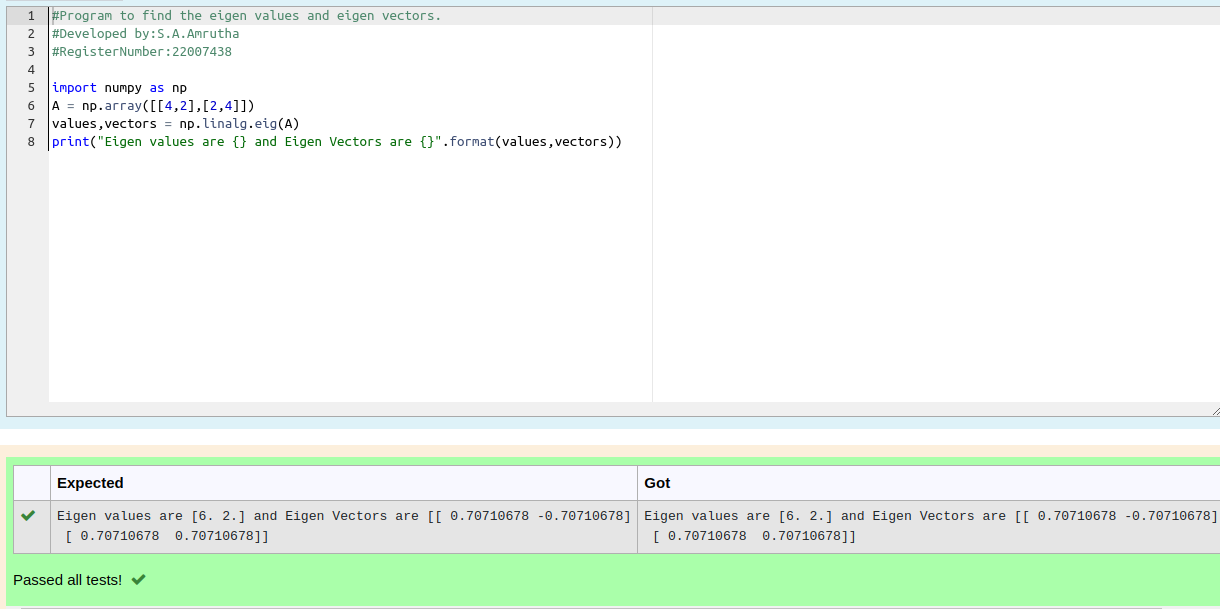 1 #Program to find the eigen values and eigen vectors.
2 #Developed by:S.A.Amrutha
3 #RegisterNumber:22007438
4
5 import numpy as np
6 A = np.array([[4,2],[2,4]])
7 values,vectors = np.linalg.eig(A)
8 print("Eigen values are {} and Eigen Vectors are {}".format(values,vectors))
Expected Got
Eigen values are [6. 2.] and Eigen Vectors are [[ 0.70710678 -0.70710678] Eigen values are [6. 2.] and Eigen Vectors are [[ 0.70710678 -0.70710678]
[ 0.70710678  0.70710678]] [ 0.70710678  0.70710678]]
Passed all tests!